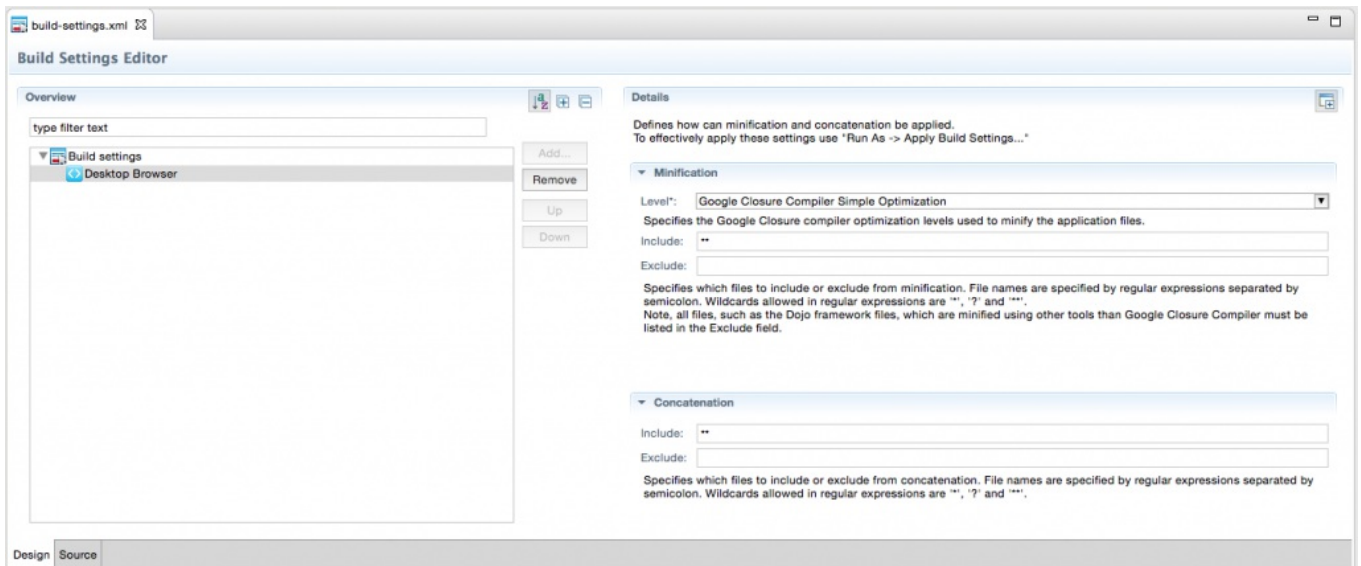 build-settings.xml
Build Settings Editor
Overview
type filter text
Build settings
Desktop Browser
Add...
Remove
Up
Down
Details
Defines how can minification and concatenation be applied.
To effectively apply these settings use "Run As -> Apply Build Settings..."
Minification
Level*: Google Closure Compiler Simple Optimization
Specifies the Google Closure compiler optimization levels used to minify the application files.
Include: **
Exclude:
Specifies which files to include or exclude from minification. File names are specified by regular expressions separated by
semicolon. Wildcards allowed in regular expressions are '*', '?' and '**'.
Note, all files, such as the Dojo framework files, which are minified using other tools than Google Closure Compiler must be
listed in the Exclude field.
Concatenation
Include: **
Exclude:
Specifies which files to include or exclude from concatenation. File names are specified by regular expressions separated by
semicolon. Wildcards allowed in regular expressions are '*', '?' and '**'.
Design Source